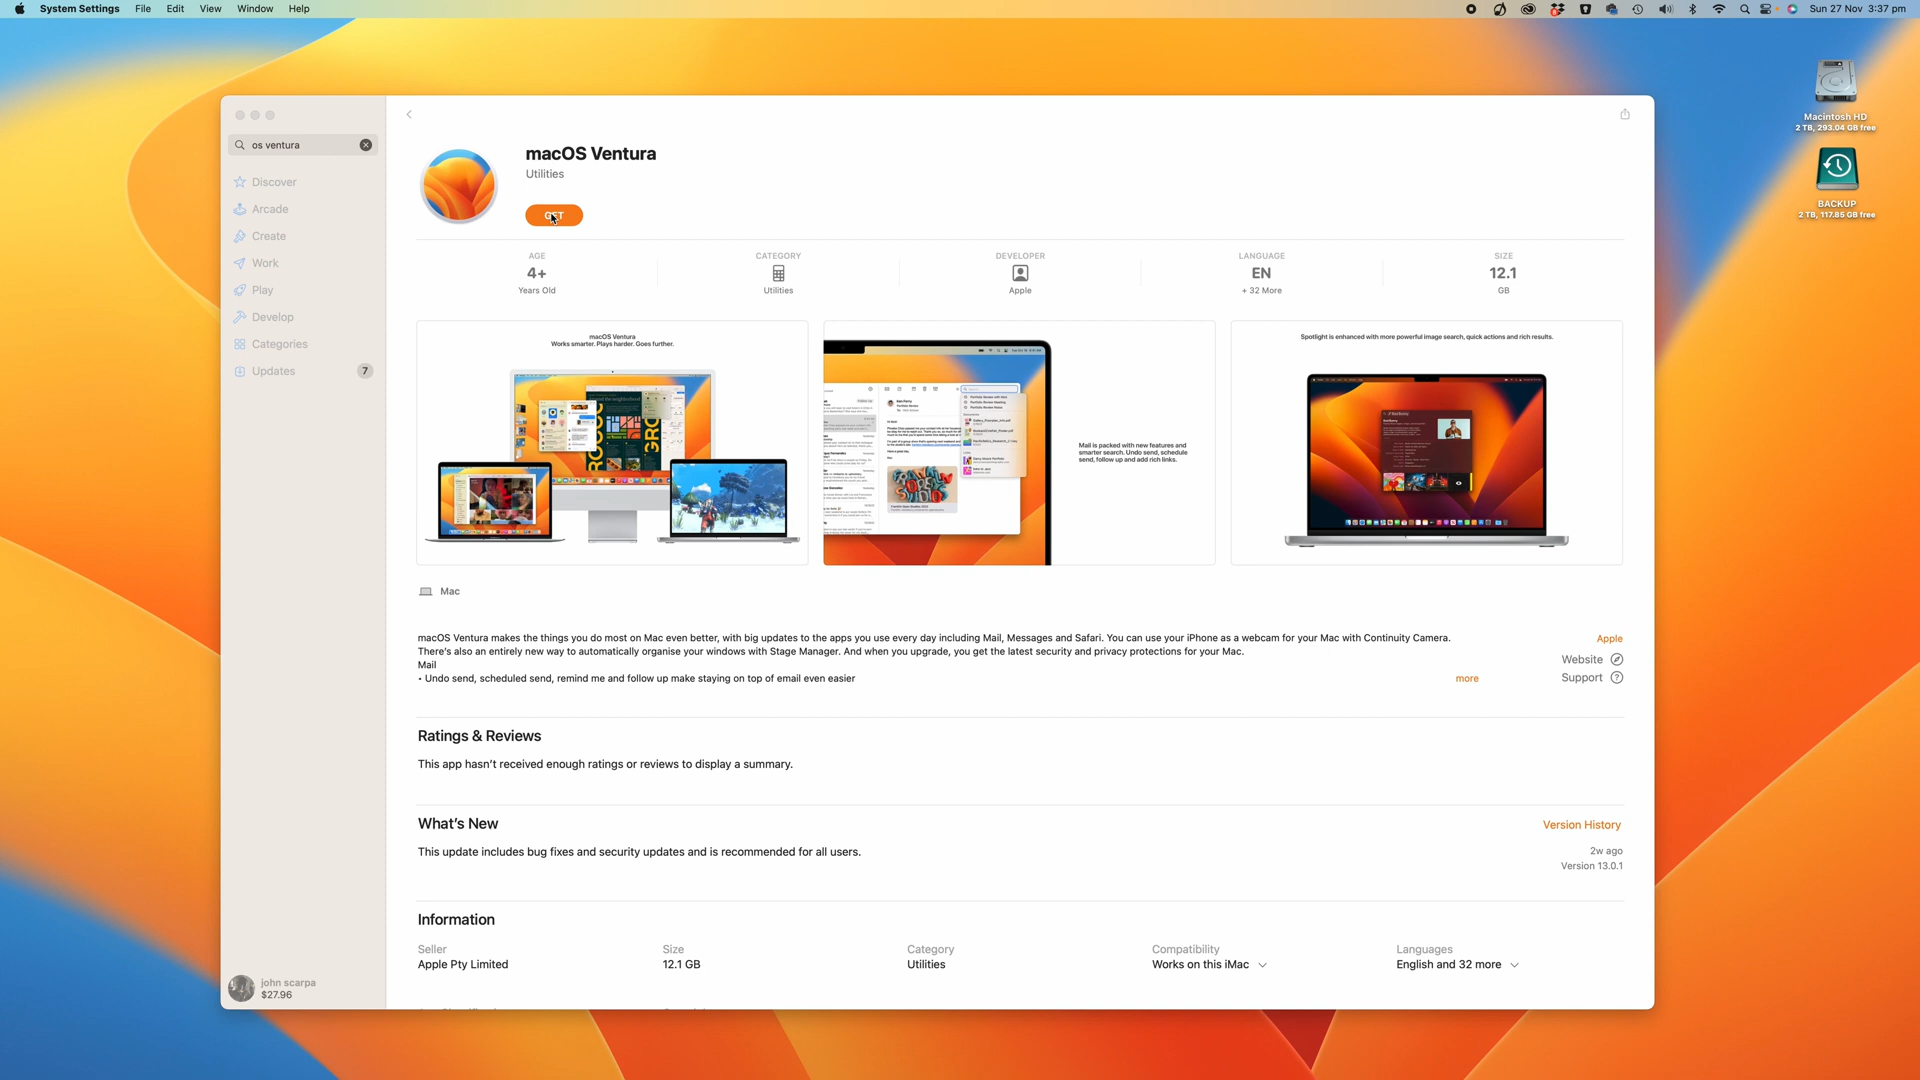 System Settings File Edit View Window Help
Sun 27 Nov 3:37 pm
Macintosh HD
2 TB, 293.04 GB free
BACKUP
2 TB, 117.85 GB free
os ventura
Discover
Arcade
Create
Work
Play
Develop
Categories
Updates 7
john scarpa
$27.96
macOS Ventura
Utilities
GET
AGE
4+
Years Old
CATEGORY
Utilities
DEVELOPER
Apple
LANGUAGE
EN
+ 32 More
SIZE
12.1
GB
macOS Ventura
Works smarter. Plays harder. Goes further.
Mail is packed with new features and
smarter search. Undo send, schedule
send, follow up and add rich links.
Spotlight is enhanced with more powerful image search, quick actions and rich results.
Mac
macOS Ventura makes the things you do most on Mac even better, with big updates to the apps you use every day including Mail, Messages and Safari. You can use your iPhone as a webcam for your Mac with Continuity Camera.
There's also an entirely new way to automatically organise your windows with Stage Manager. And when you upgrade, you get the latest security and privacy protections for your Mac.
Mail
• Undo send, scheduled send, remind me and follow up make staying on top of email even easier
more
Apple
Website
Support
Ratings & Reviews
This app hasn't received enough ratings or reviews to display a summary.
What's New
Version History
This update includes bug fixes and security updates and is recommended for all users.
2w ago
Version 13.0.1
Information
Seller
Apple Pty Limited
Size
12.1 GB
Category
Utilities
Compatibility
Works on this iMac
Languages
English and 32 more